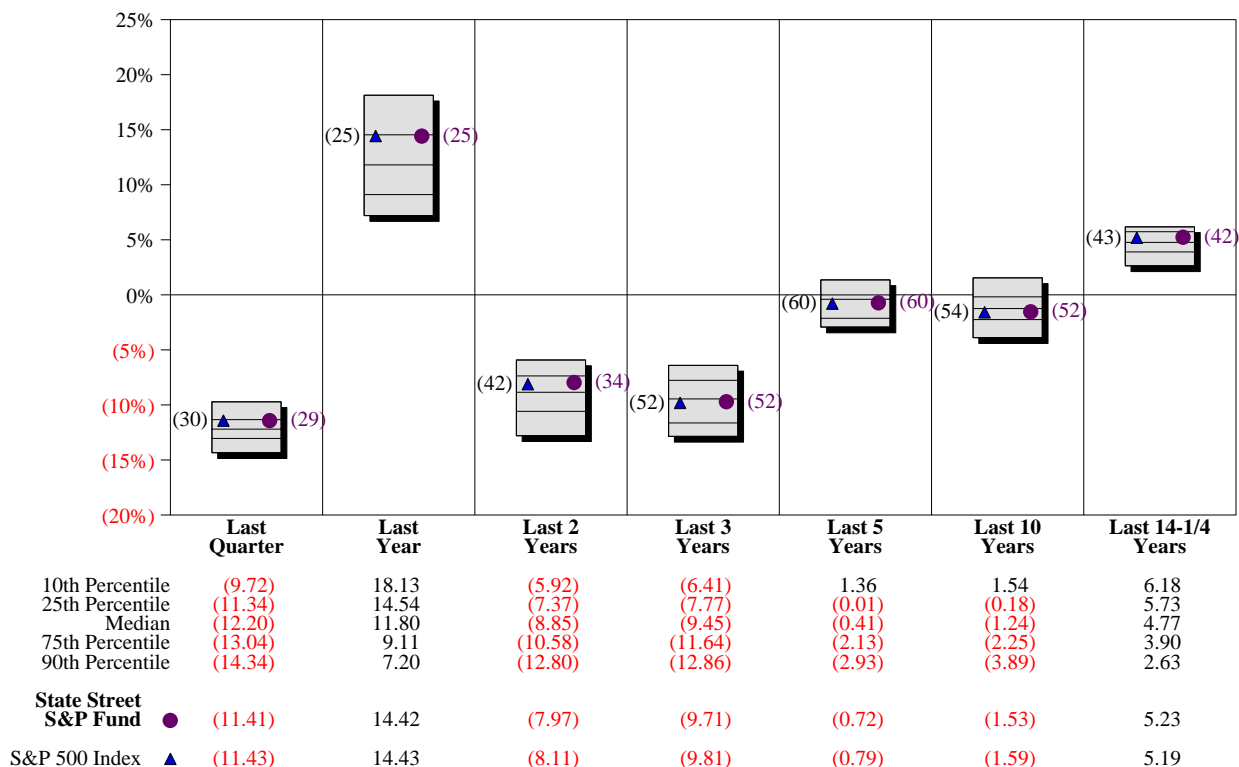 25%
20%
15%
10%
5%
0%
(5%)
(10%)
(15%)
(20%)
(30) (29)
(25) (25)
(42) (34)
(52) (52)
(60) (60)
(54) (52)
(43) (42)
Last Quarter
Last Year
Last 2 Years
Last 3 Years
Last 5 Years
Last 10 Years
Last 14-1/4 Years
10th Percentile (9.72) 18.13 (5.92) (6.41) 1.36 1.54 6.18
25th Percentile (11.34) 14.54 (7.37) (7.77) (0.01) (0.18) 5.73
Median (12.20) 11.80 (8.85) (9.45) (0.41) (1.24) 4.77
75th Percentile (13.04) 9.11 (10.58) (11.64) (2.13) (2.25) 3.90
90th Percentile (14.34) 7.20 (12.80) (12.86) (2.93) (3.89) 2.63
State Street
S&P Fund (11.41) 14.42 (7.97) (9.71) (0.72) (1.53) 5.23
S&P 500 Index (11.43) 14.43 (8.11) (9.81) (0.79) (1.59) 5.19